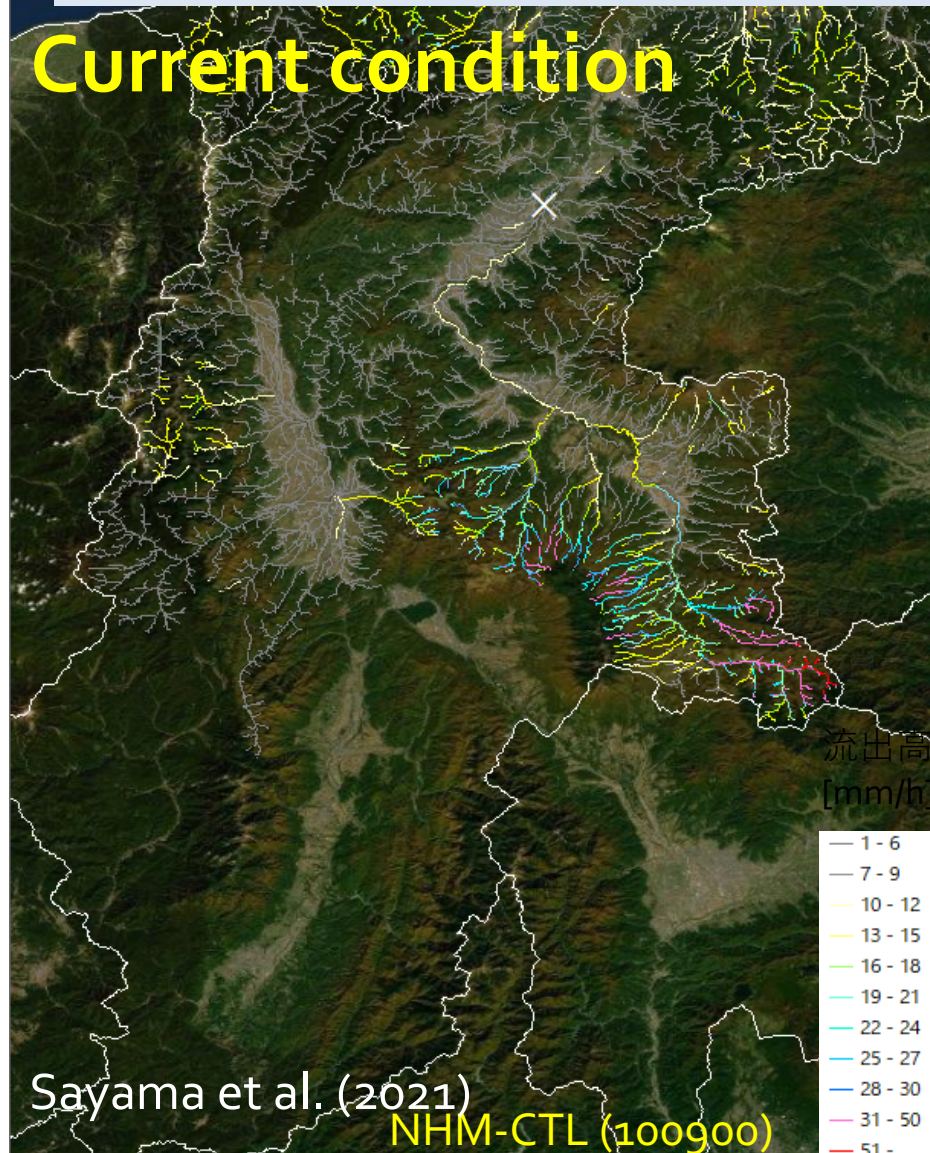 Current condition
流出高
[mm/h]
1 - 6
7 - 9
10 - 12
13 - 15
16 - 18
19 - 21
22 - 24
25 - 27
28 - 30
31 - 50
51 -
Sayama et al. (2021)
NHM-CTL (100900)